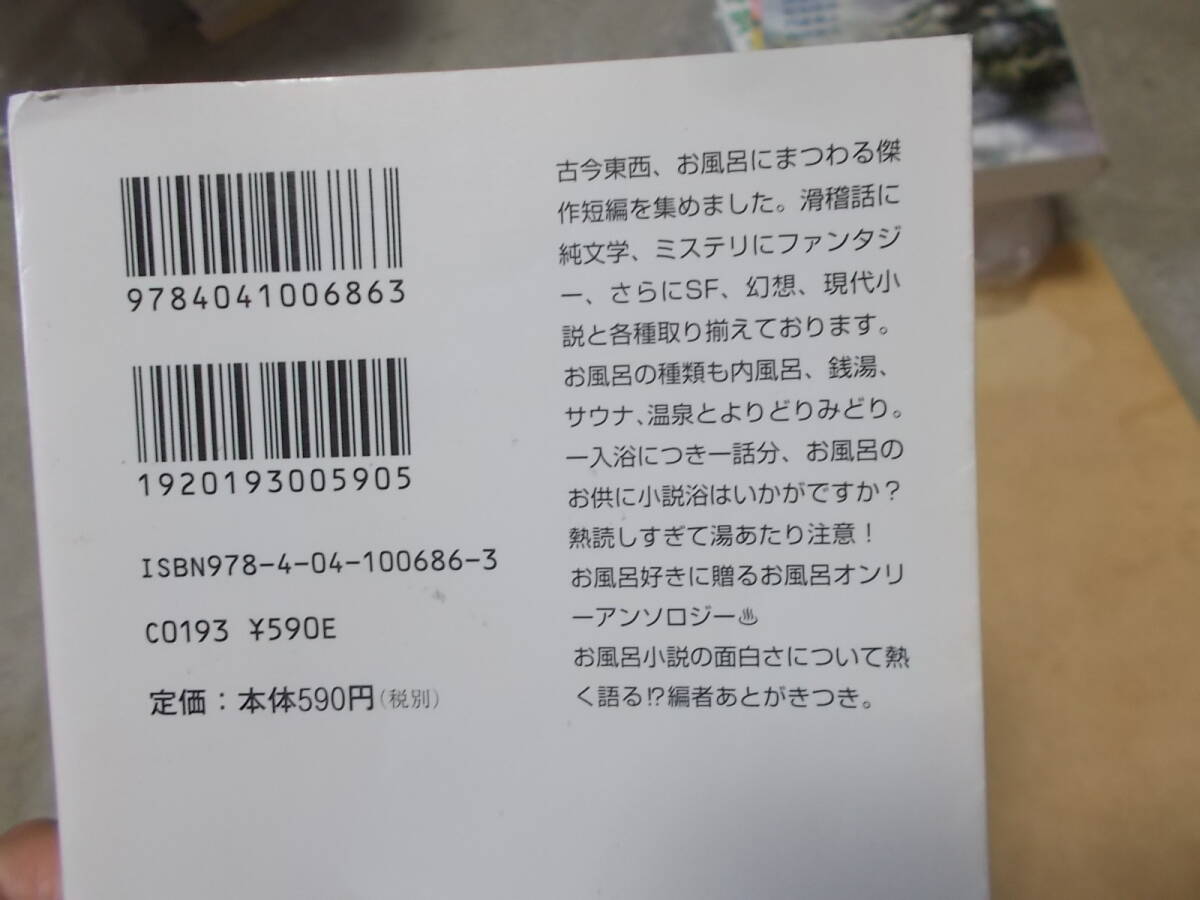 9784041006863
1920193005905
ISBN978-4-04-100686-3
C0193 ¥590E
定価：本体590円（税別）
古今東西、お風呂にまつわる傑
作短編を集めました。滑稽話に
純文学、ミステリにファンタジ
ー、さらにSF、幻想、現代小
説と各種取り揃えております。
お風呂の種類も内風呂、銭湯、
サウナ、温泉とよりどりみどり。
一入浴につき一話分、お風呂の
お供に小説浴はいかがですか？
熱読しすぎて湯あたり注意！
お風呂好きに贈るお風呂オンリ
ーアンソロジー♨
お風呂小説の面白さについて熱
く語る!?編者あとがきつき。